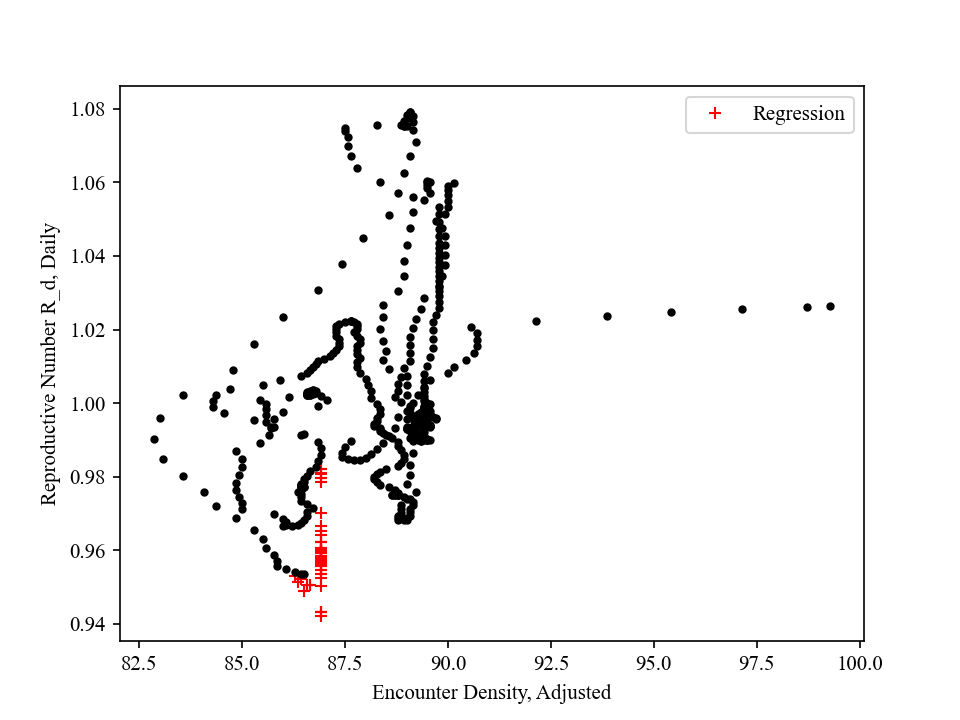 Regression
1.08
1.06
1.04
1.02
1.00
0.98
0.96
0.94
Reproductive Number R_d, Daily
82.5 85.0 87.5 90.0 92.5 95.0 97.5 100.0
Encounter Density, Adjusted